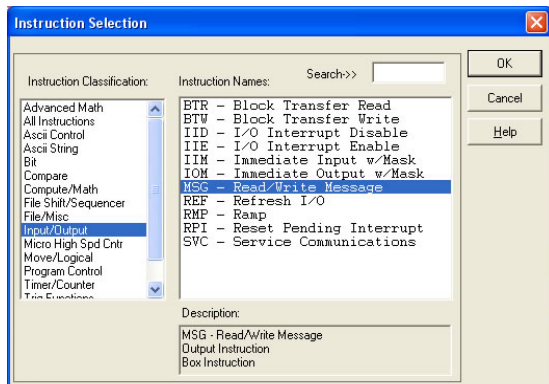 Instruction Selection
Instruction Classification:
Advanced Math
All Instructions
Ascii Control
Ascii String
Bit
Compare
Compute/Math
File Shift/Sequencer
File/Misc
Input/Output
Micro High Spd Cntr
Move/Logical
Program Control
Timer/Counter
Trig Functions
Instruction Names:
Search->>
BTR - Block Transfer Read
BTW - Block Transfer Write
IID - I/O Interrupt Disable
IIE - I/O Interrupt Enable
IIM - Immediate Input w/Mask
IOM - Immediate Output w/Mask
MSG - Read/Write Message
REF - Refresh I/O
RMP - Ramp
RPI - Reset Pending Interrupt
SVC - Service Communications
Description:
MSG - Read/Write Message
Output Instruction
Box Instruction
OK
Cancel
Help